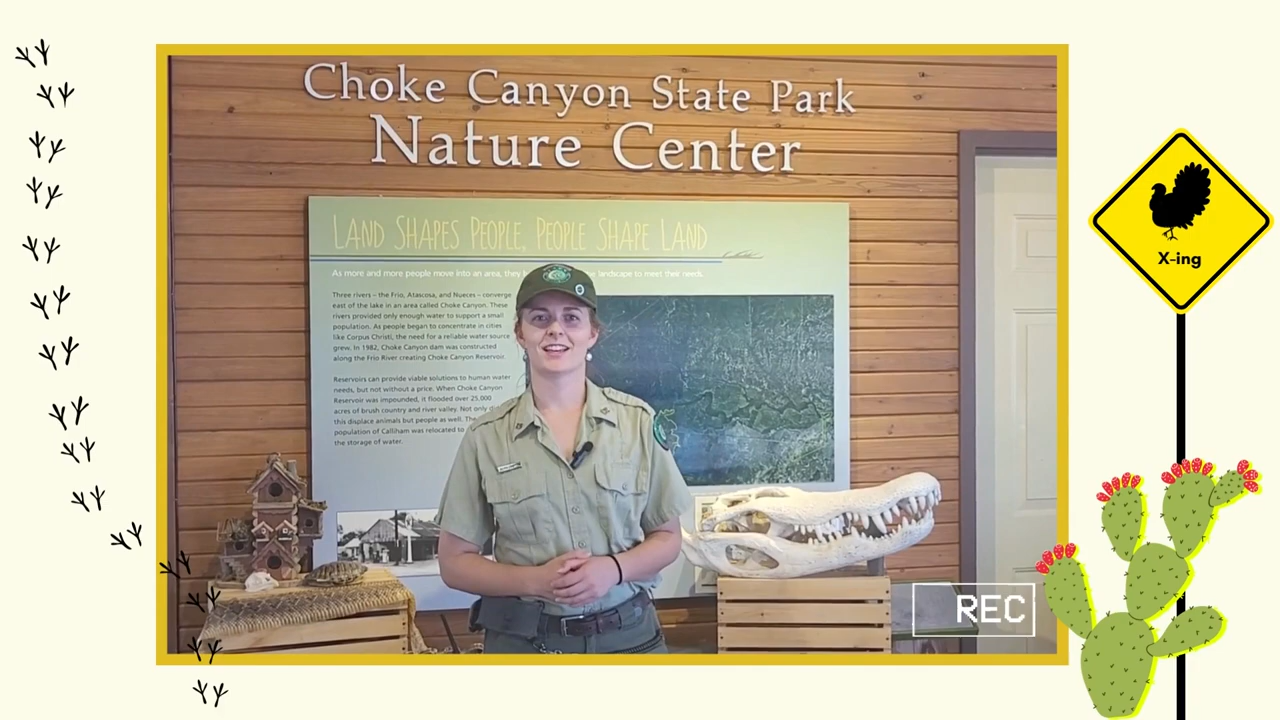 Choke Canyon State Park
Nature Center
LAND SHAPES PEOPLE, PEOPLE SHAPE LAND
As more and more people move into an area, they landscape to meet their needs.
Three rivers – the Frio, Atascosa, and Nueces – converge
east of the lake in an area called Choke Canyon. These
rivers provided only enough water to support a small
population. As people began to concentrate in cities
like Corpus Christi, the need for a reliable water source
grew. In 1982, Choke Canyon dam was constructed
along the Frio River creating Choke Canyon Reservoir.
Reservoirs can provide viable solutions to human water
needs, but not without a price. When Choke Canyon
Reservoir was impounded, it flooded over 25,000
acres of brush country and river valley. Not only
this displace animals but people as well. The
population of Calliham was relocated to
the storage of water.
X-ing
REC